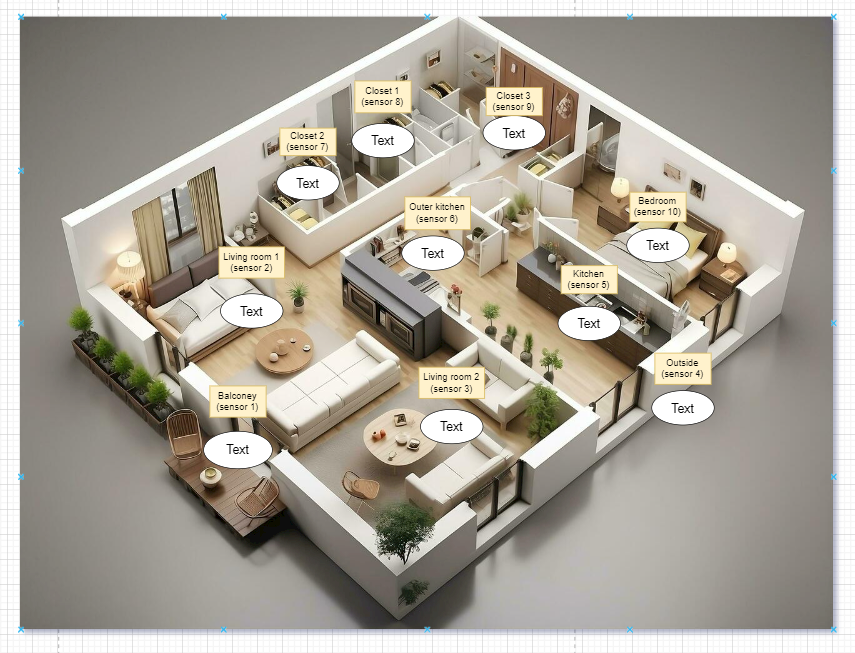 Closet 1
(sensor 8)
Text
Closet 3
(sensor 9)
Text
Closet 2
(sensor 7)
Text
Outer kitchen
(sensor 6)
Text
Bedroom
(sensor 10)
Text
Living room 1
(sensor 2)
Text
Kitchen
(sensor 5)
Text
Living room 2
(sensor 3)
Text
Outside
(sensor 4)
Text
Balconey
(sensor 1)
Text